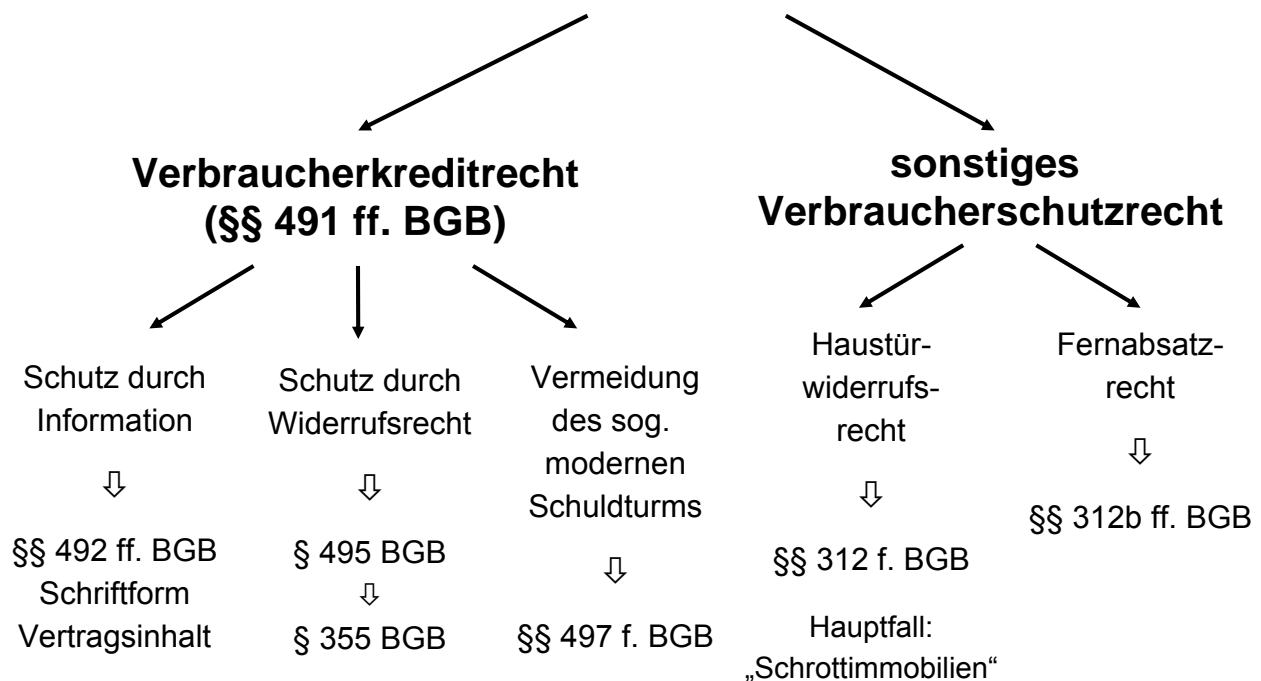 Verbraucherkreditrecht
(§§ 491 ff. BGB)
sonstiges
Verbraucherschutzrecht
Schutz durch
Information
⇩
§§ 492 ff. BGB
Schriftform
Vertragsinhalt
Schutz durch
Widerrufsrecht
⇩
§ 495 BGB
⇩
§ 355 BGB
Vermeidung
des sog.
modernen
Schuldturms
⇩
§§ 497 f. BGB
Haustür-
widerrufs-
recht
⇩
§§ 312 f. BGB
Hauptfall:
„Schrottimmobilien“
Fernabsatz-
recht
⇩
§§ 312b ff. BGB